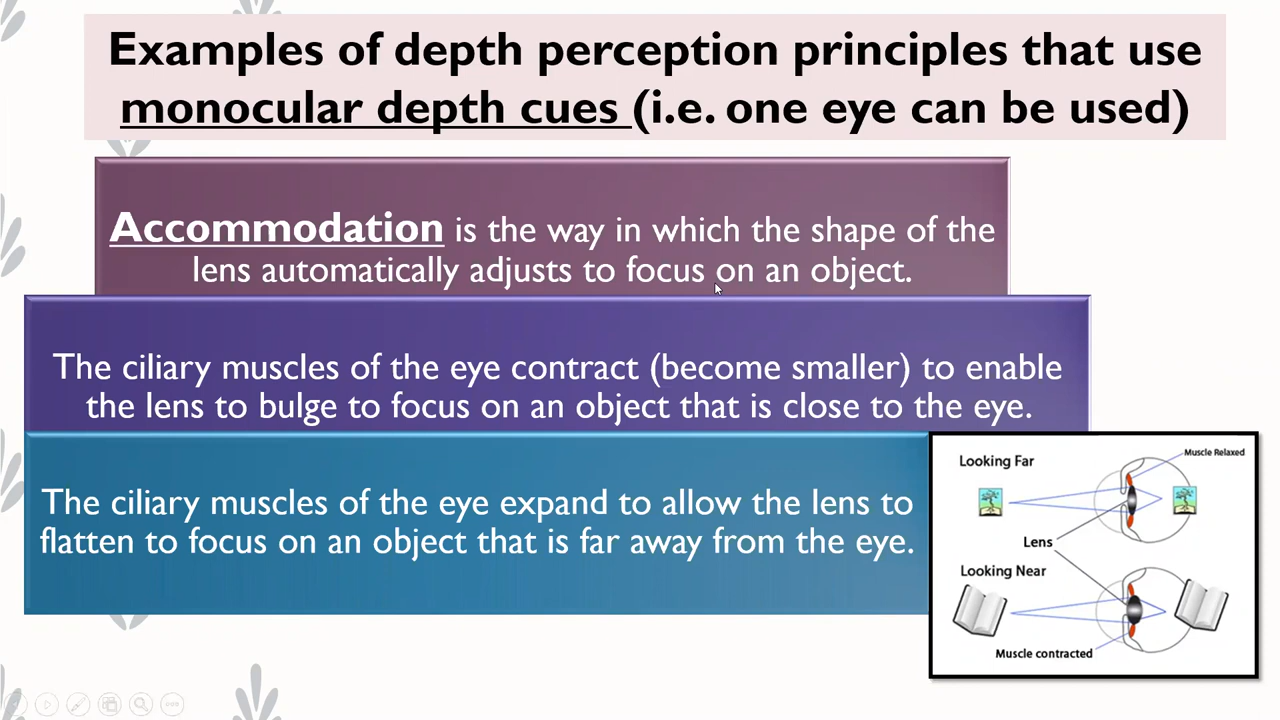 Examples of depth perception principles that use
monocular depth cues (i.e. one eye can be used)
Accommodation is the way in which the shape of the
lens automatically adjusts to focus on an object.
The ciliary muscles of the eye contract (become smaller) to enable
the lens to bulge to focus on an object that is close to the eye.
The ciliary muscles of the eye expand to allow the lens to
flatten to focus on an object that is far away from the eye.
Muscle Relaxed
Looking Far
Lens
Looking Near
Muscle contracted